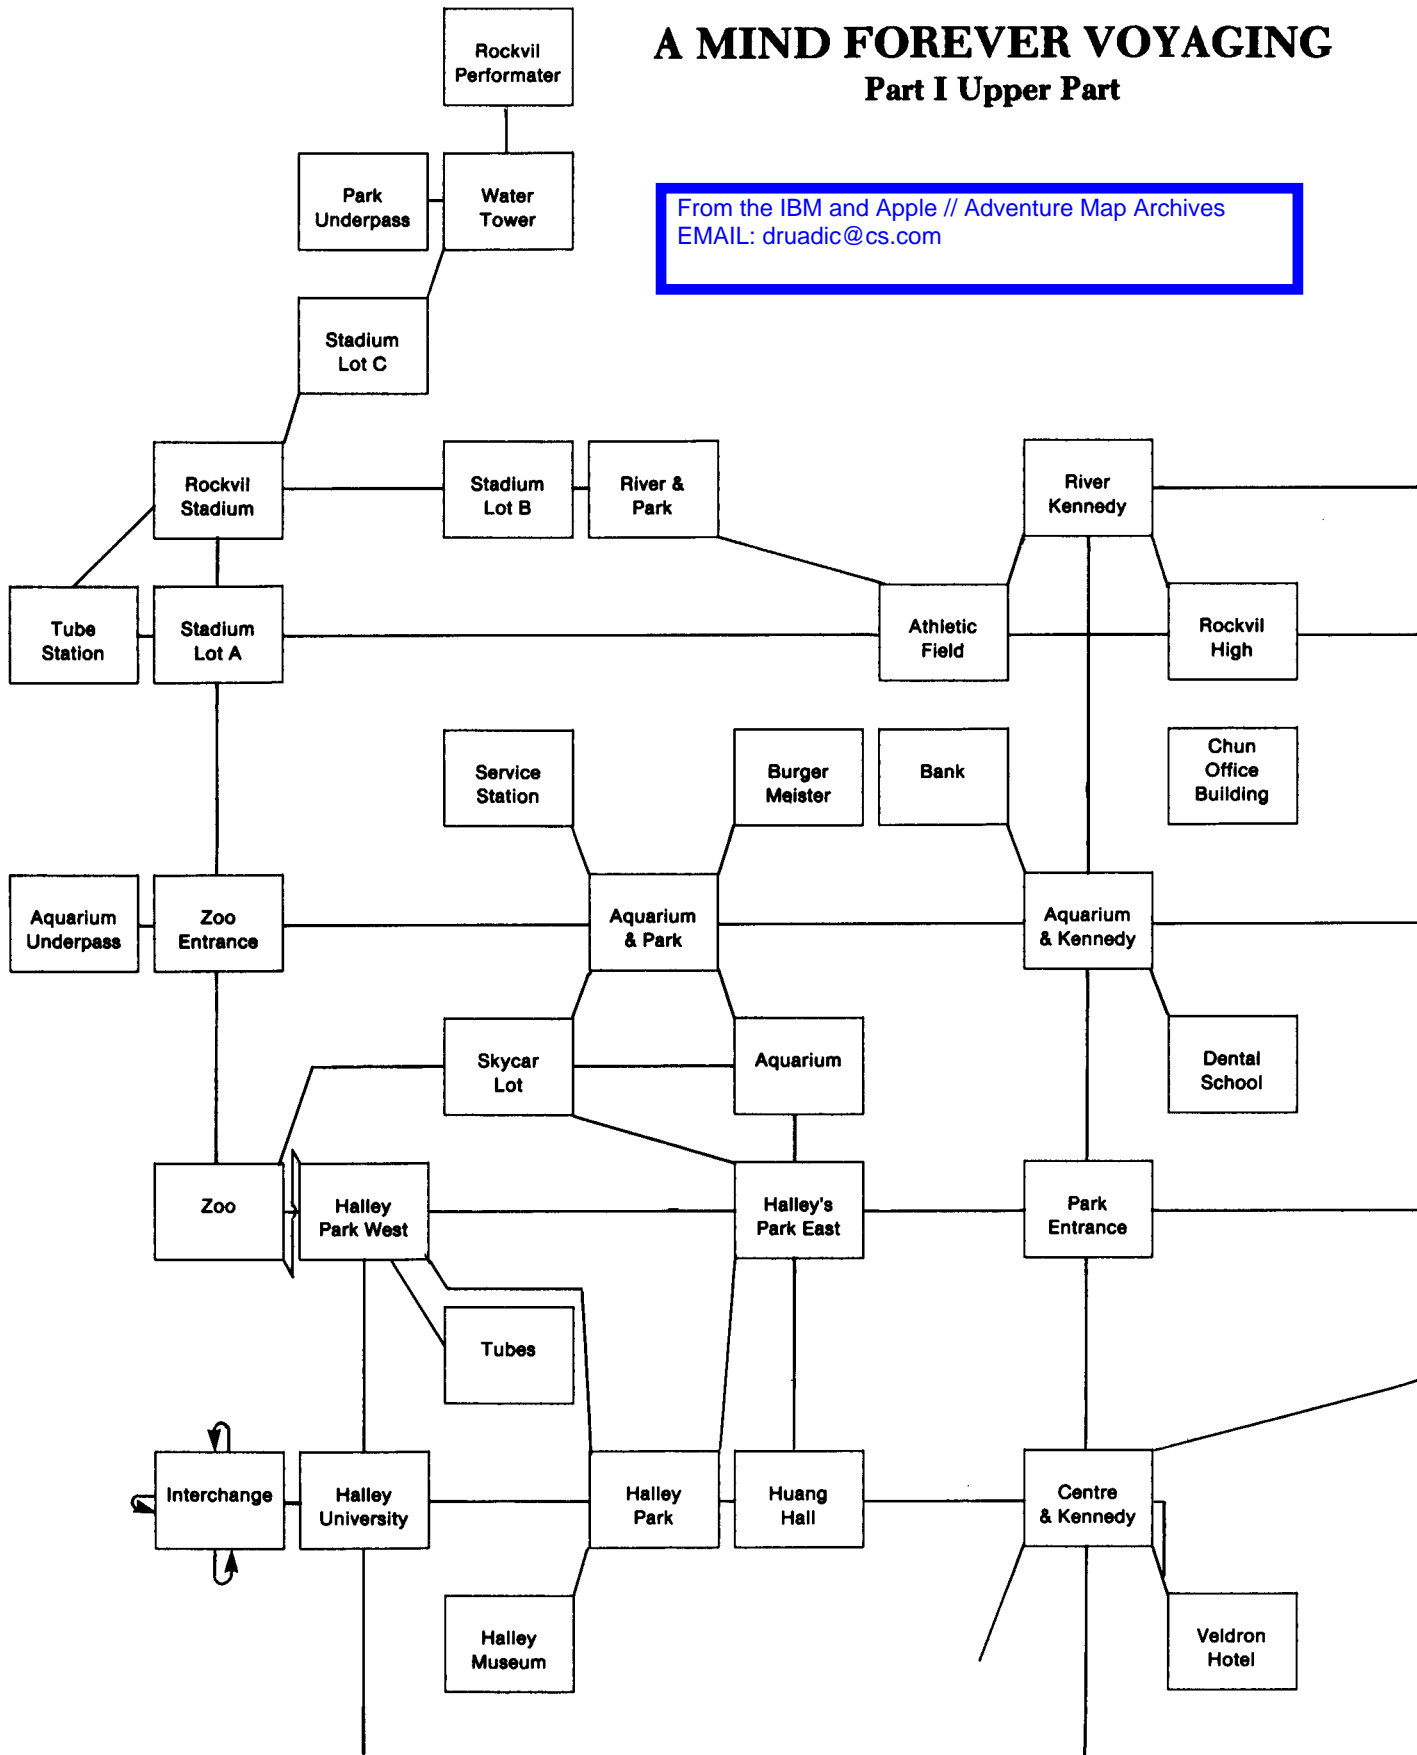 A MIND FOREVER VOYAGING
Part I Upper Part
From the IBM and Apple // Adventure Map Archives
EMAIL: druadic@cs.com
Rockvil
Performater
Park
Underpass
Water
Tower
Stadium
Lot C
Rockvil
Stadium
Stadium
Lot B
River &
Park
River
Kennedy
Tube
Station
Stadium
Lot A
Athletic
Field
Rockvil
High
Service
Station
Burger
Meister
Bank
Chun
Office
Building
Aquarium
Underpass
Zoo
Entrance
Aquarium
& Park
Aquarium
& Kennedy
Skycar
Lot
Aquarium
Dental
School
Zoo
Halley
Park West
Halley's
Park East
Park
Entrance
Tubes
Interchange
Halley
University
Halley
Park
Huang
Hall
Centre
& Kennedy
Halley
Museum
Veldron
Hotel